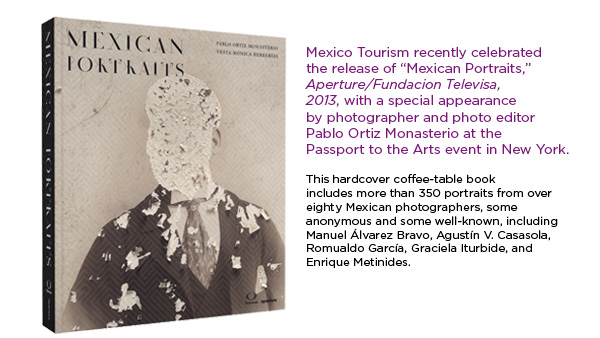 MEXICAN PORTRAITS
MEXICAN
PORTRAITS
PABLO ORTIZ MONASTERIO
VESTA MÓNICA HERRERÍAS
aperture
Mexico Tourism recently celebrated
the release of “Mexican Portraits,”
Aperture/Fundacion Televisa,
2013, with a special appearance
by photographer and photo editor
Pablo Ortiz Monasterio at the
Passport to the Arts event in New York.
This hardcover coffee-table book
includes more than 350 portraits from over
eighty Mexican photographers, some
anonymous and some well-known, including
Manuel Álvarez Bravo, Agustín V. Casasola,
Romualdo García, Graciela Iturbide, and
Enrique Metinides.